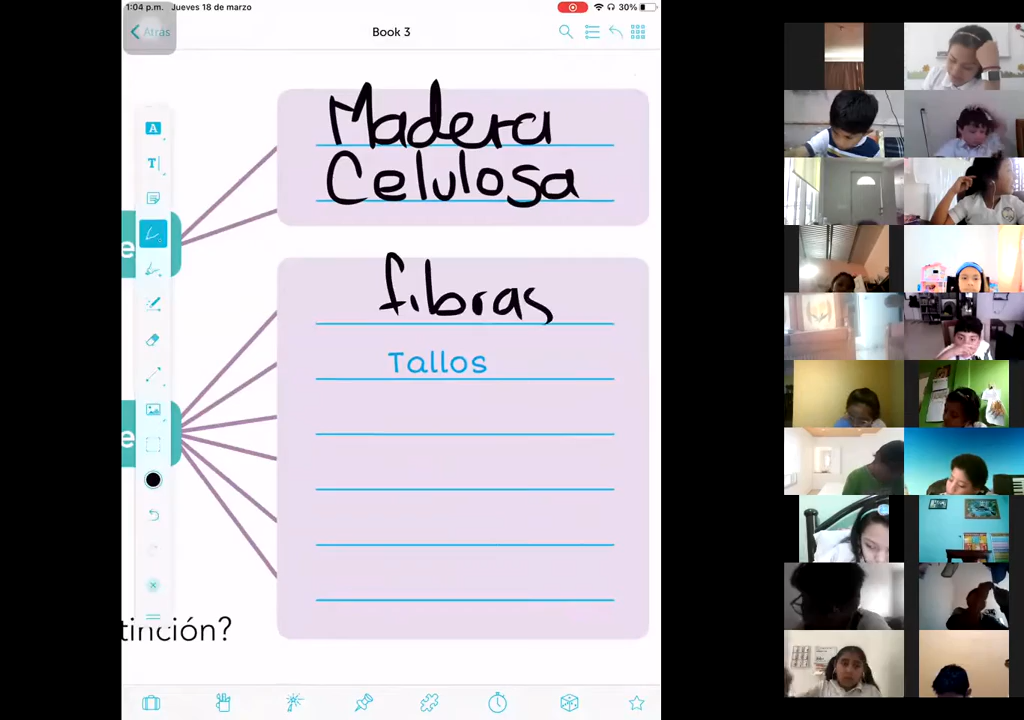 1:04 p.m. Jueves 18 de marzo
30%
Atrás
Book 3
A
T
Madera
Celulosa
e
fibras
Tallos
e
tinción?